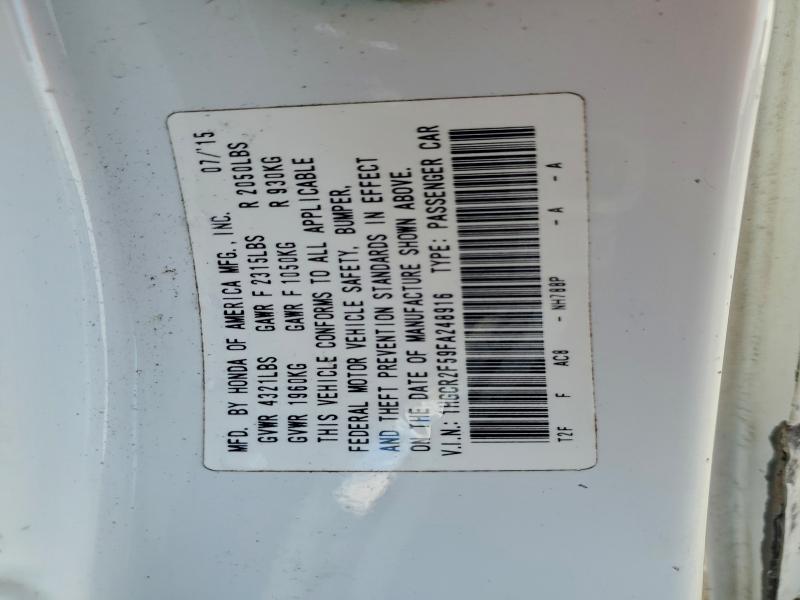 MFD. BY HONDA OF AMERICA MFG., INC. 07/'15
GVWR 4321LBS GAWR F 2315LBS R 2050LBS
GVWR 1960KG GAWR F 1050KG R 930KG
THIS VEHICLE CONFORMS TO ALL APPLICABLE
FEDERAL MOTOR VEHICLE SAFETY, BUMPER,
AND THEFT PREVENTION STANDARDS IN EFFECT
ON THE DATE OF MANUFACTURE SHOWN ABOVE.
V.I.N.: 1HGCR2F59FA248916 TYPE: PASSENGER CAR
T2F F AC8 - NH788P - A - A